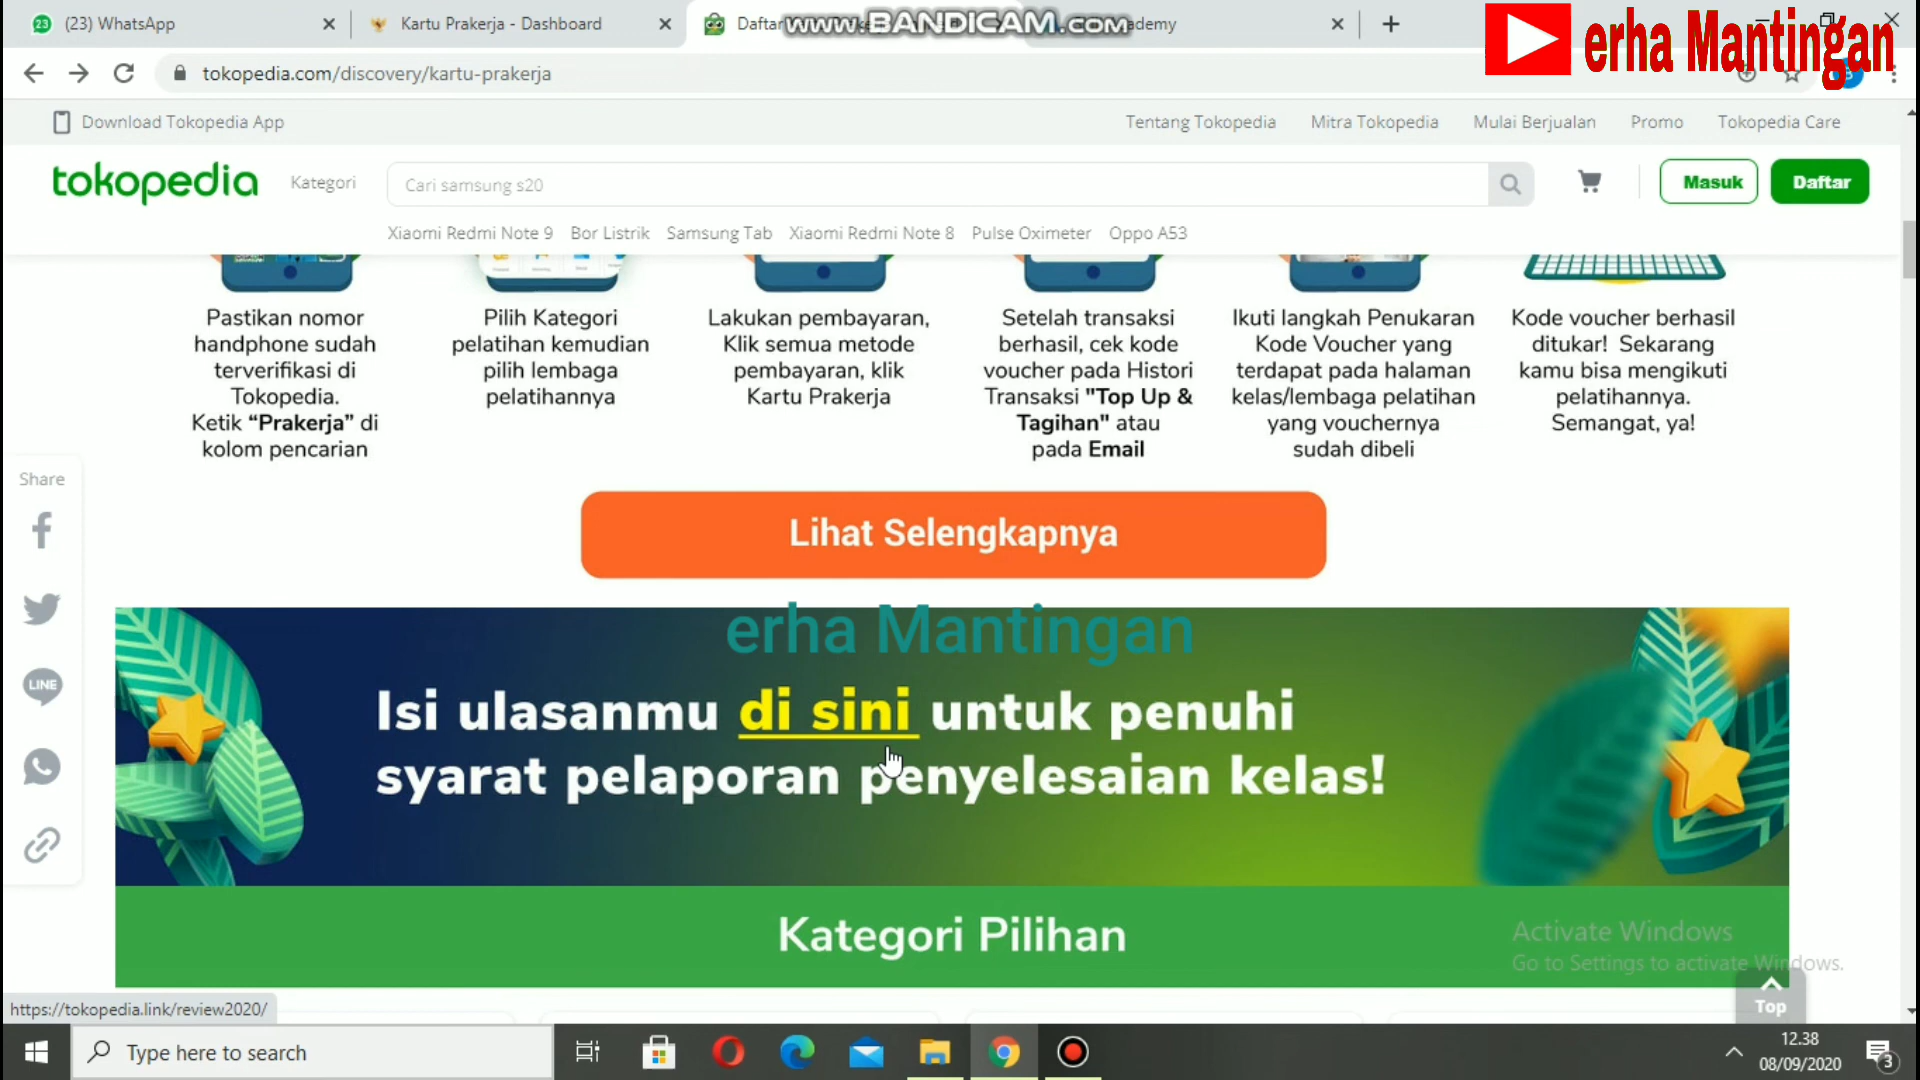 (23) WhatsApp
Kartu Prakerja - Dashboard
www.BANDICAM.com
erha Mantingan
tokopedia.com/discovery/kartu-prakerja
Download Tokopedia App
Tentang Tokopedia
Mitra Tokopedia
Mulai Berjualan
Promo
Tokopedia Care
tokopedia
Kategori
Cari samsung s20
Masuk
Daftar
Xiaomi Redmi Note 9
Bor Listrik
Samsung Tab
Xiaomi Redmi Note 8
Pulse Oximeter
Oppo A53
Pastikan nomor
handphone sudah
terverifikasi di
Tokopedia.
Ketik “Prakerja” di
kolom pencarian
Pilih Kategori
pelatihan kemudian
pilih lembaga
pelatihannya
Lakukan pembayaran,
Klik semua metode
pembayaran, klik
Kartu Prakerja
Setelah transaksi
berhasil, cek kode
voucher pada Histori
Transaksi "Top Up &
Tagihan" atau
pada Email
Ikuti langkah Penukaran
Kode Voucher yang
terdapat pada halaman
kelas/lembaga pelatihan
yang vouchernya
sudah dibeli
Kode voucher berhasil
ditukar! Sekarang
kamu bisa mengikuti
pelatihannya.
Semangat, ya!
Share
LINE
Lihat Selengkapnya
erha Mantingan
Isi ulasanmu di sini untuk penuhi
syarat pelaporan penyelesaian kelas!
Kategori Pilihan
Activate Windows
Go to Settings to activate Windows.
Top
https://tokopedia.link/review2020/
Type here to search
12.38
08/09/2020
3